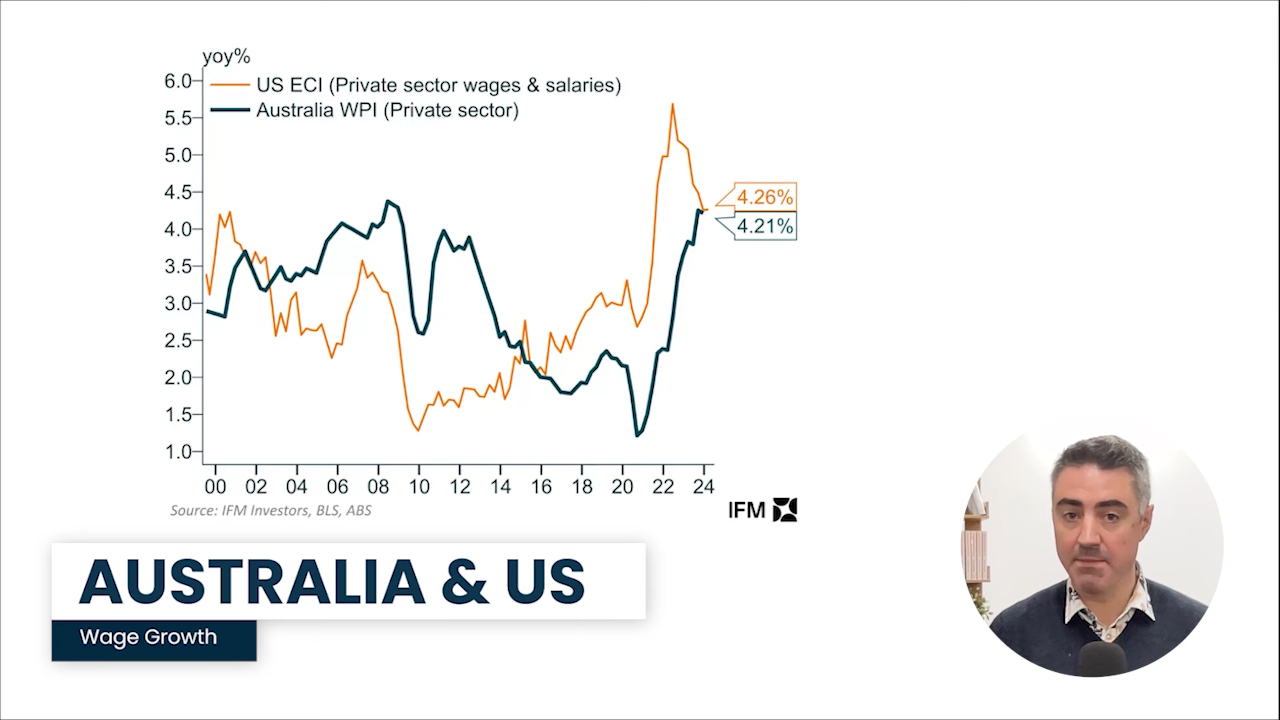 yoy%
6.0
US ECI (Private sector wages & salaries)
Australia WPI (Private sector)
5.5
5.0
4.5
4.0
3.5
3.0
2.5
2.0
1.5
1.0
4.26%
4.21%
00 02 04 06 08 10 12 14 16 18 20 22 24
Source: IFM Investors, BLS, ABS
IFM
AUSTRALIA & US
Wage Growth